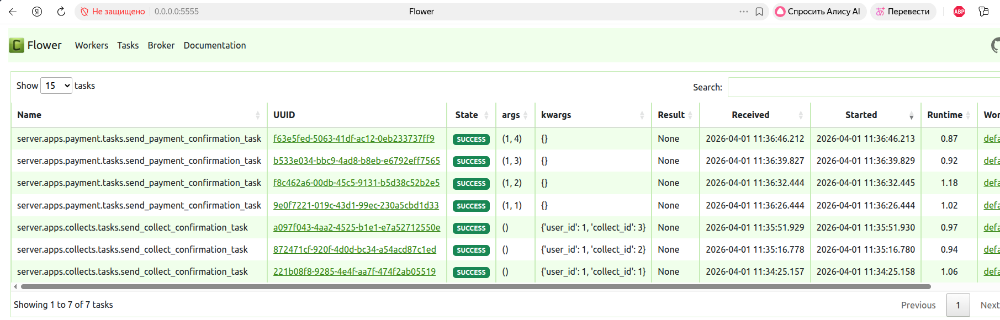 Не защищено 0.0.0.0:5555 Flower Спросить Алису AI Перевести ABP
Flower Workers Tasks Broker Documentation
Show 15 tasks Search:
Name UUID State args kwargs Result Received Started Runtime Wor
server.apps.payment.tasks.send_payment_confirmation_task f63e5fed-5063-41df-ac12-0eb233737ff9 SUCCESS (1, 4) {} None 2026-04-01 11:36:46.212 2026-04-01 11:36:46.213 0.87 defa
server.apps.payment.tasks.send_payment_confirmation_task b533e034-bbc9-4ad8-b8eb-e6792eff7565 SUCCESS (1, 3) {} None 2026-04-01 11:36:39.827 2026-04-01 11:36:39.829 0.92 defa
server.apps.payment.tasks.send_payment_confirmation_task f8c462a6-00db-45c5-9131-b5d38c52b2e5 SUCCESS (1, 2) {} None 2026-04-01 11:36:32.444 2026-04-01 11:36:32.445 1.18 defa
server.apps.payment.tasks.send_payment_confirmation_task 9e0f7221-019c-43d1-99ec-230a5cbd1d33 SUCCESS (1, 1) {} None 2026-04-01 11:36:26.444 2026-04-01 11:36:26.444 1.02 defa
server.apps.collects.tasks.send_collect_confirmation_task a097f043-4aa2-4525-b1e1-e7a52712550e SUCCESS () {'user_id': 1, 'collect_id': 3} None 2026-04-01 11:35:51.929 2026-04-01 11:35:51.930 0.97 defa
server.apps.collects.tasks.send_collect_confirmation_task 872471cf-920f-4d0d-bc34-a54acd87c1ed SUCCESS () {'user_id': 1, 'collect_id': 2} None 2026-04-01 11:35:16.778 2026-04-01 11:35:16.780 0.94 defa
server.apps.collects.tasks.send_collect_confirmation_task 221b08f8-9285-4e4f-aa7f-474f2ab05519 SUCCESS () {'user_id': 1, 'collect_id': 1} None 2026-04-01 11:34:25.157 2026-04-01 11:34:25.158 1.06 defa
Showing 1 to 7 of 7 tasks Previous 1 Next